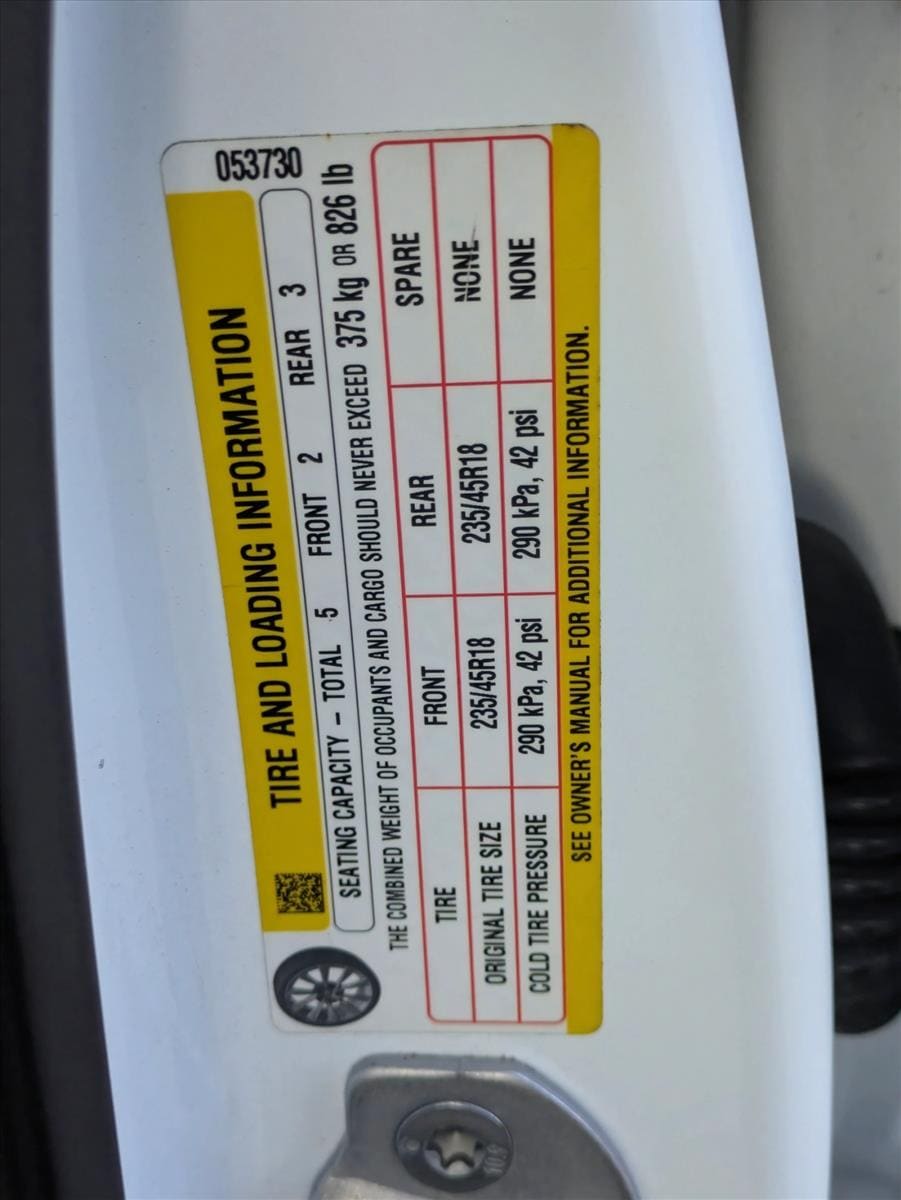 053730
TIRE AND LOADING INFORMATION
SEATING CAPACITY – TOTAL 5 FRONT 2 REAR 3
THE COMBINED WEIGHT OF OCCUPANTS AND CARGO SHOULD NEVER EXCEED 375 kg OR 826 lb
TIRE FRONT REAR SPARE
ORIGINAL TIRE SIZE 235/45R18 235/45R18 NONE
COLD TIRE PRESSURE 290 kPa, 42 psi 290 kPa, 42 psi NONE
SEE OWNER'S MANUAL FOR ADDITIONAL INFORMATION.